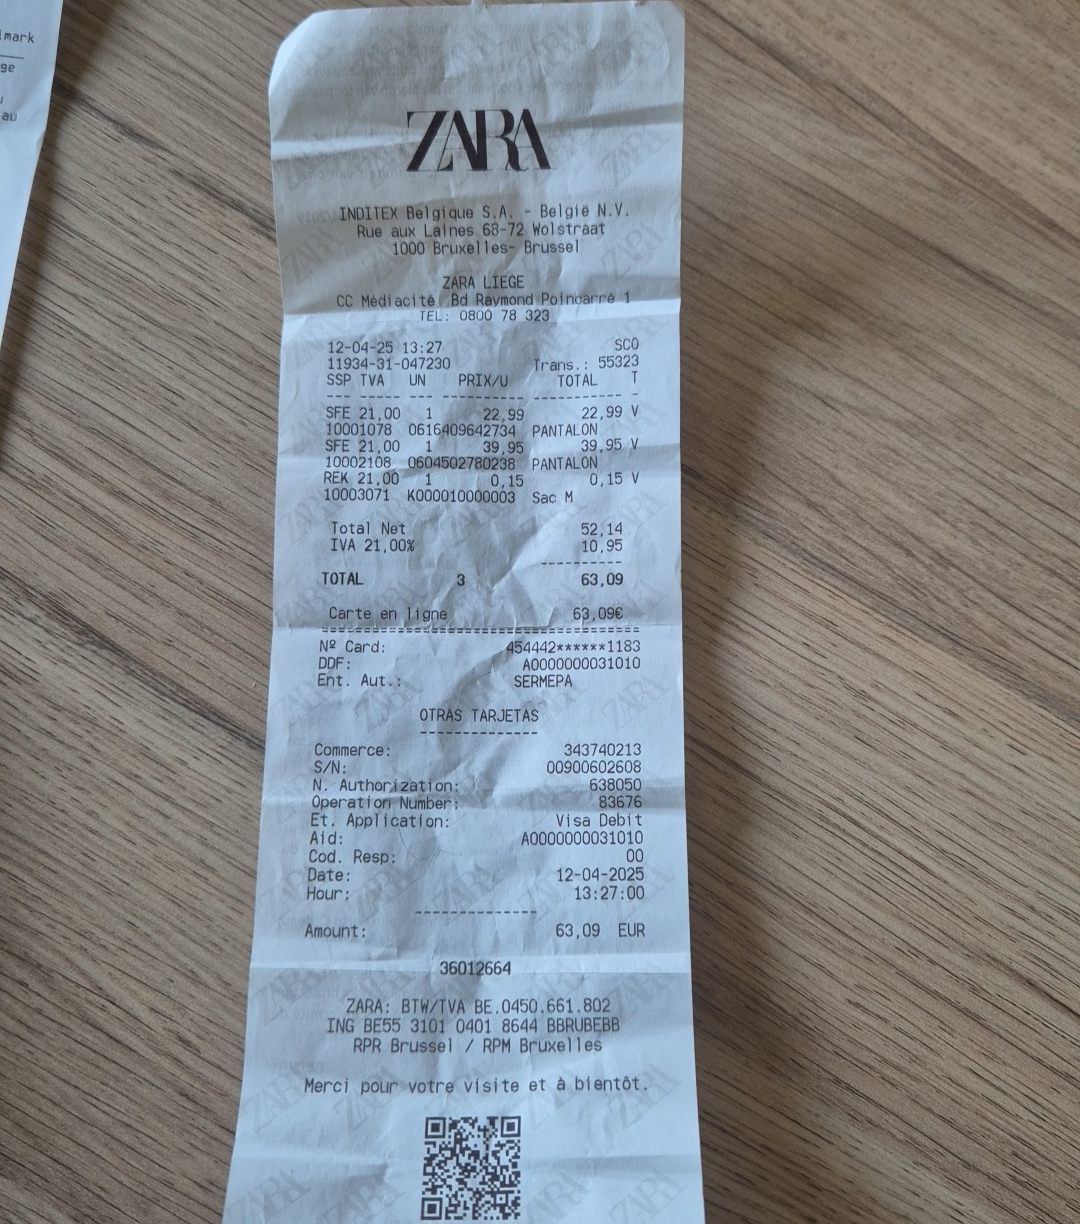 imark
ge
au
ZARA
INDITEX Belgique S.A. - België N.V.
Rue aux Laines 68-72 Wolstraat
1000 Bruxelles- Brussel
ZARA LIEGE
CC Médiacité Bd Raymond Poincarré 1
TEL: 0800 78 323
12-04-25 13:27 SCO
11934-31-047230 Trans.: 55323
SSP TVA UN PRIX/U TOTAL T
--- --- -- --------- ----------- -
SFE 21,00 1 22,99 22,99 V
10001078 0616409642734 PANTALON
SFE 21,00 1 39,95 39,95 V
10002108 0604502780238 PANTALON
REK 21,00 1 0,15 0,15 V
10003071 K000010000003 Sac M
Total Net 52,14
IVA 21,00% 10,95
-----------
TOTAL 3 63,09
Carte en ligne 63,09€
========================================
Nº Card: 454442******1183
DDF: A0000000031010
Ent. Aut.: SERMEPA
OTRAS TARJETAS
--------------
Commerce: 343740213
S/N: 00900602608
N. Authorization: 638050
Operation Number: 83676
Et. Application: Visa Debit
Aid: A0000000031010
Cod. Resp: 00
Date: 12-04-2025
Hour: 13:27:00
--------------
Amount: 63,09 EUR
36012664
ZARA: BTW/TVA BE.0450.661.802
ING BE55 3101 0401 8644 BBRUBEBB
RPR Brussel / RPM Bruxelles
Merci pour votre visite et à bientôt.